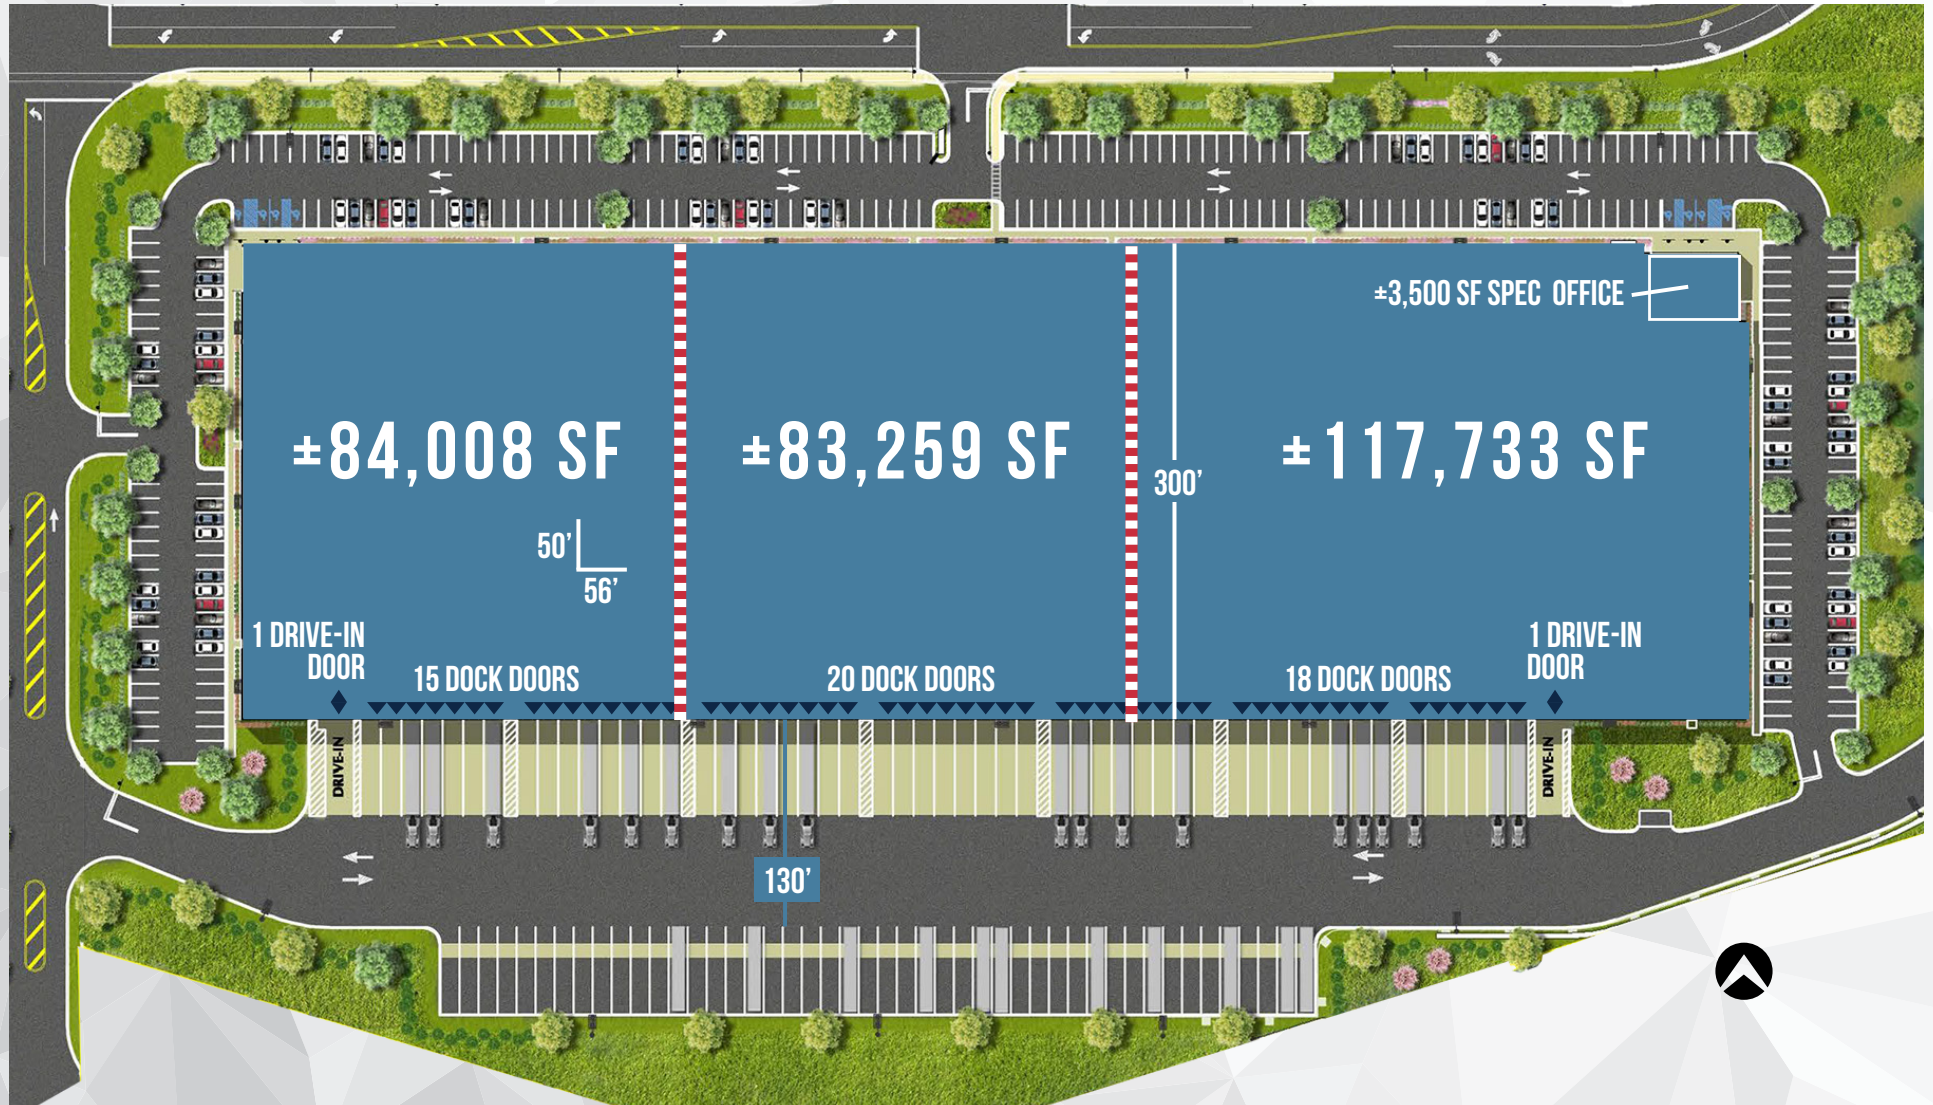 ±3,500 SF SPEC OFFICE
±84,008 SF
±83,259 SF
±117,733 SF
300’
50’
56’
1 DRIVE-IN
DOOR
15 DOCK DOORS
20 DOCK DOORS
18 DOCK DOORS
1 DRIVE-IN
DOOR
DRIVE-IN
DRIVE-IN
130’